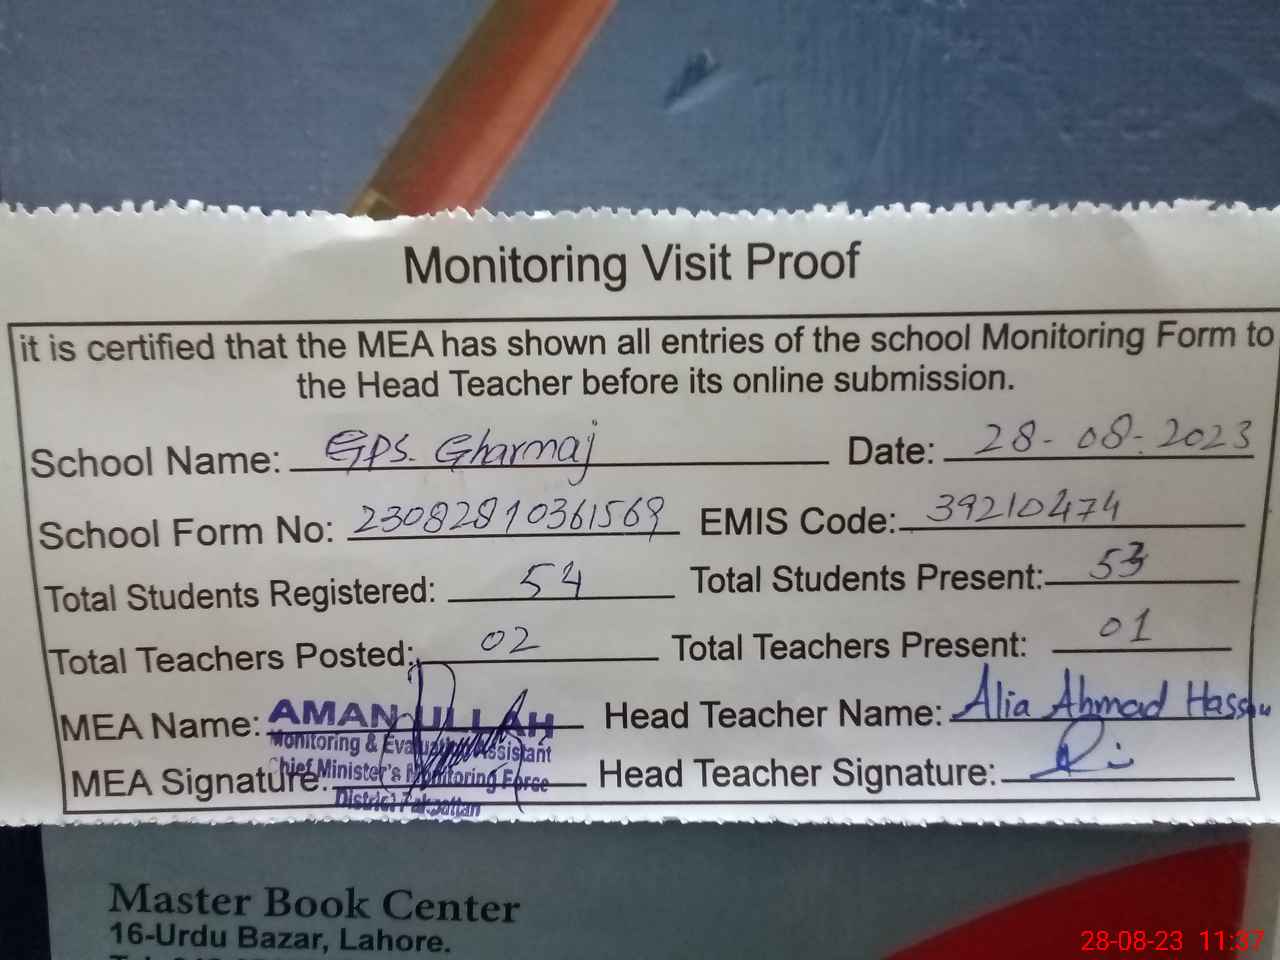 Monitoring Visit Proof
it is certified that the MEA has shown all entries of the school Monitoring Form to
the Head Teacher before its online submission.
School Name: GPS. Gharmaj Date: 28-08-2023
School Form No: 23082810361569 EMIS Code: 39210474
Total Students Registered: 54 Total Students Present: 53
Total Teachers Posted: 02 Total Teachers Present: 01
MEA Name: AMAN ULLAH Head Teacher Name: Alia Ahmad Hassan
Monitoring & Evaluation Assistant
MEA Signature: Head Teacher Signature:
Chief Minister's Monitoring Force
District Pakpattan
Master Book Center
16-Urdu Bazar, Lahore.
28-08-23 11:37